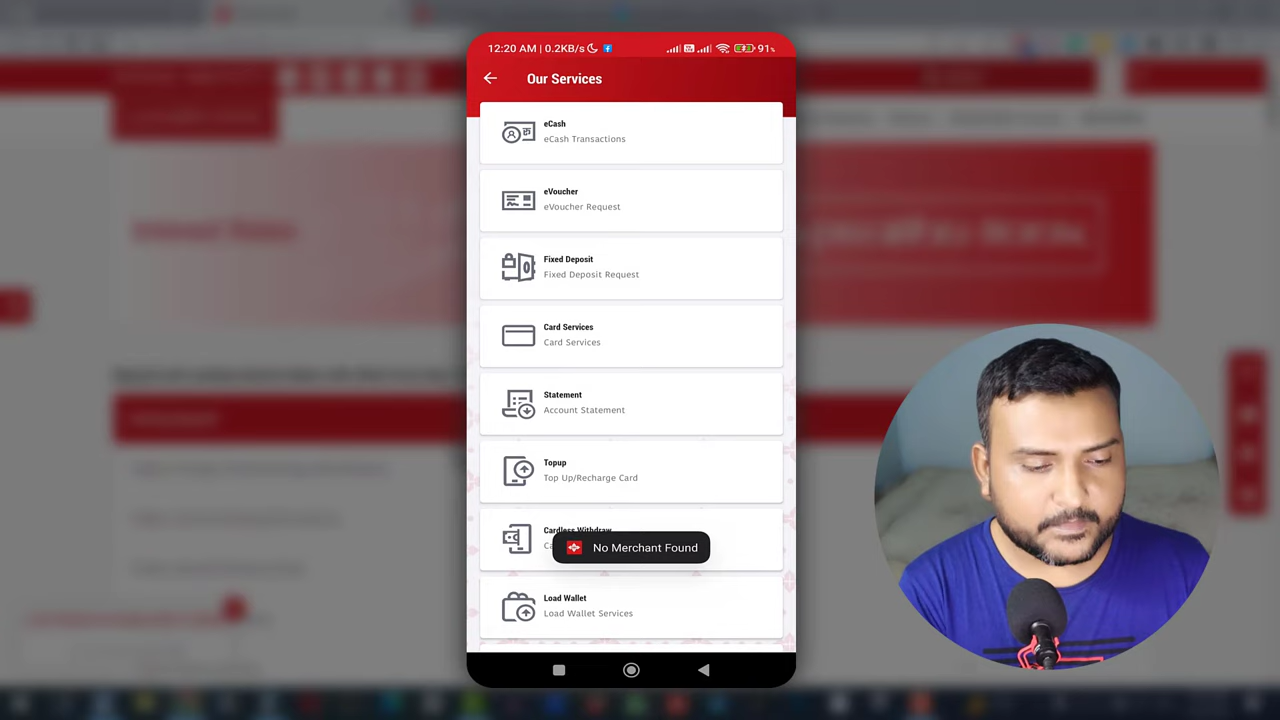 12:20 AM | 0.2KB/s
91%
Our Services
eCash
eCash Transactions
eVoucher
eVoucher Request
Fixed Deposit
Fixed Deposit Request
Card Services
Card Services
Statement
Account Statement
Topup
Top Up/Recharge Card
Cardless Withdraw
No Merchant Found
Load Wallet
Load Wallet Services